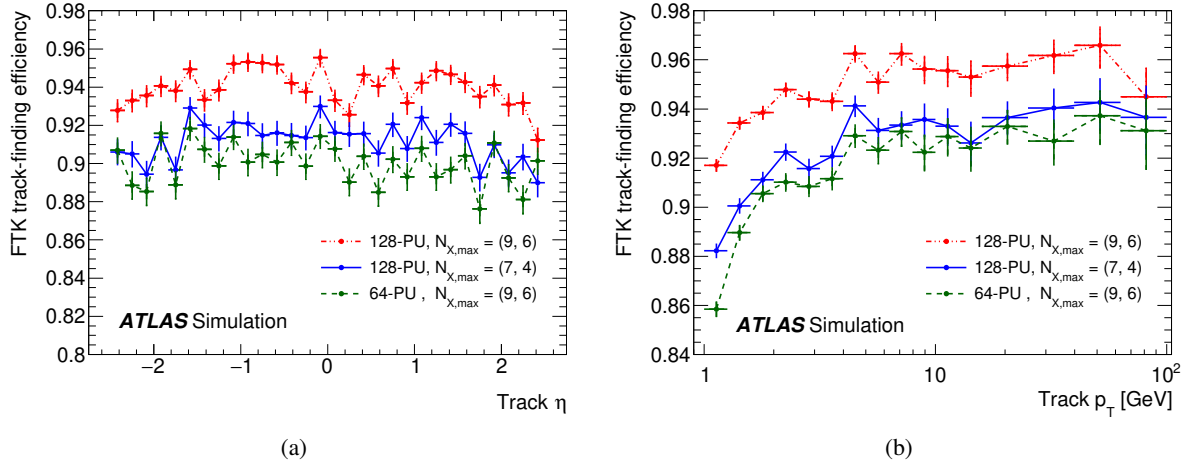 FTK track-finding efficiency
0.98
0.96
0.94
0.92
0.9
0.88
0.86
0.84
0.82
0.8
128-PU, N_X,max = (9, 6)
128-PU, N_X,max = (7, 4)
64-PU , N_X,max = (9, 6)
ATLAS Simulation
−2 −1 0 1 2
Track η
(a)
FTK track-finding efficiency
0.98
0.96
0.94
0.92
0.9
0.88
0.86
0.84
128-PU, N_X,max = (9, 6)
128-PU, N_X,max = (7, 4)
64-PU , N_X,max = (9, 6)
ATLAS Simulation
1 10 10²
Track p_T [GeV]
(b)